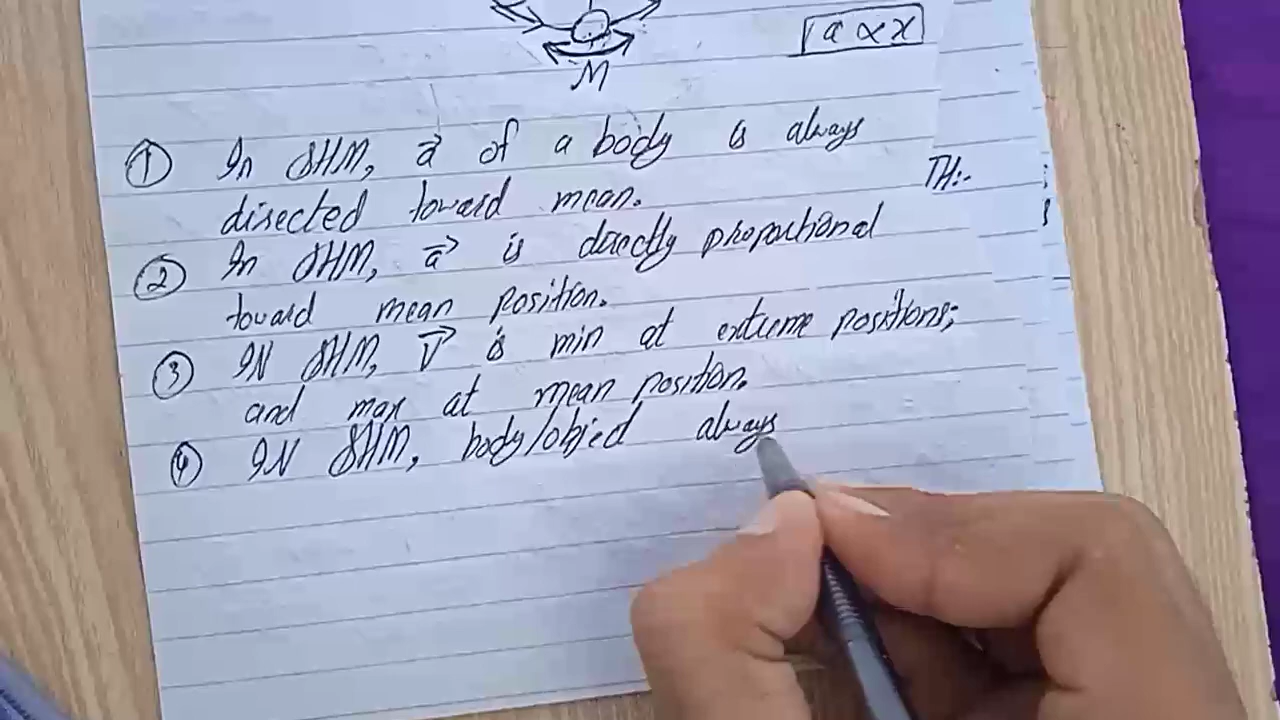 a ∝ x
M
① In SHM, a⃗ of a body is always
directed toward mean.
TH:-
② In SHM, a⃗ is directly proportional
toward mean position.
③ IN SHM, V⃗ is min at extreme positions;
and max at mean position.
④ IN SHM, body/object always